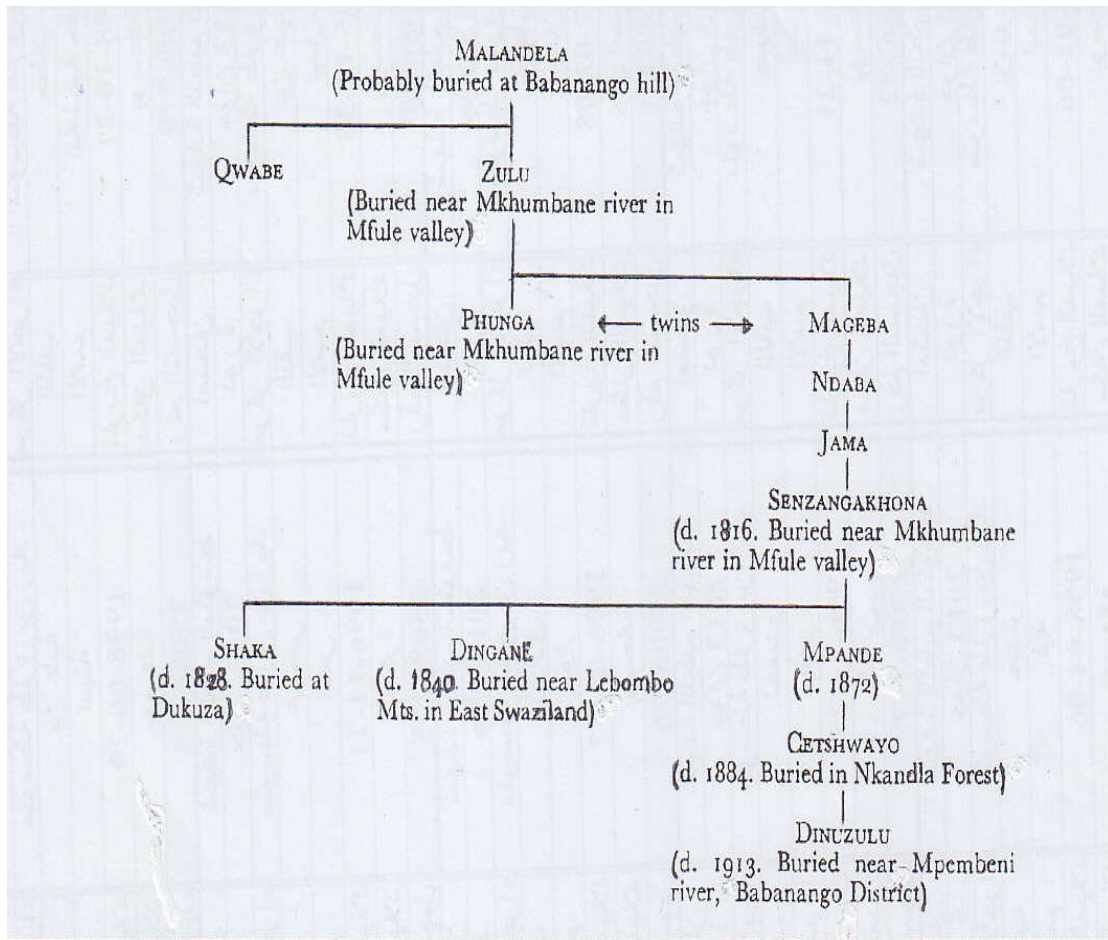 MALANDELA
(Probably buried at Babanango hill)
QWABE
ZULU
(Buried near Mkhumbane river in
Mfule valley)
PHUNGA
twins
MAGEBA
(Buried near Mkhumbane river in
Mfule valley)
NDABA
JAMA
SENZANGAKHONA
(d. 1816. Buried near Mkhumbane
river in Mfule valley)
SHAKA
(d. 1828. Buried at
Dukuza)
DINGANE
(d. 1840. Buried near Lebombo
Mts. in East Swaziland)
MPANDE
(d. 1872)
CETSHWAYO
(d. 1884. Buried in Nkandla Forest)
DINUZULU
(d. 1913. Buried near Mpembeni
river, Babanango District)